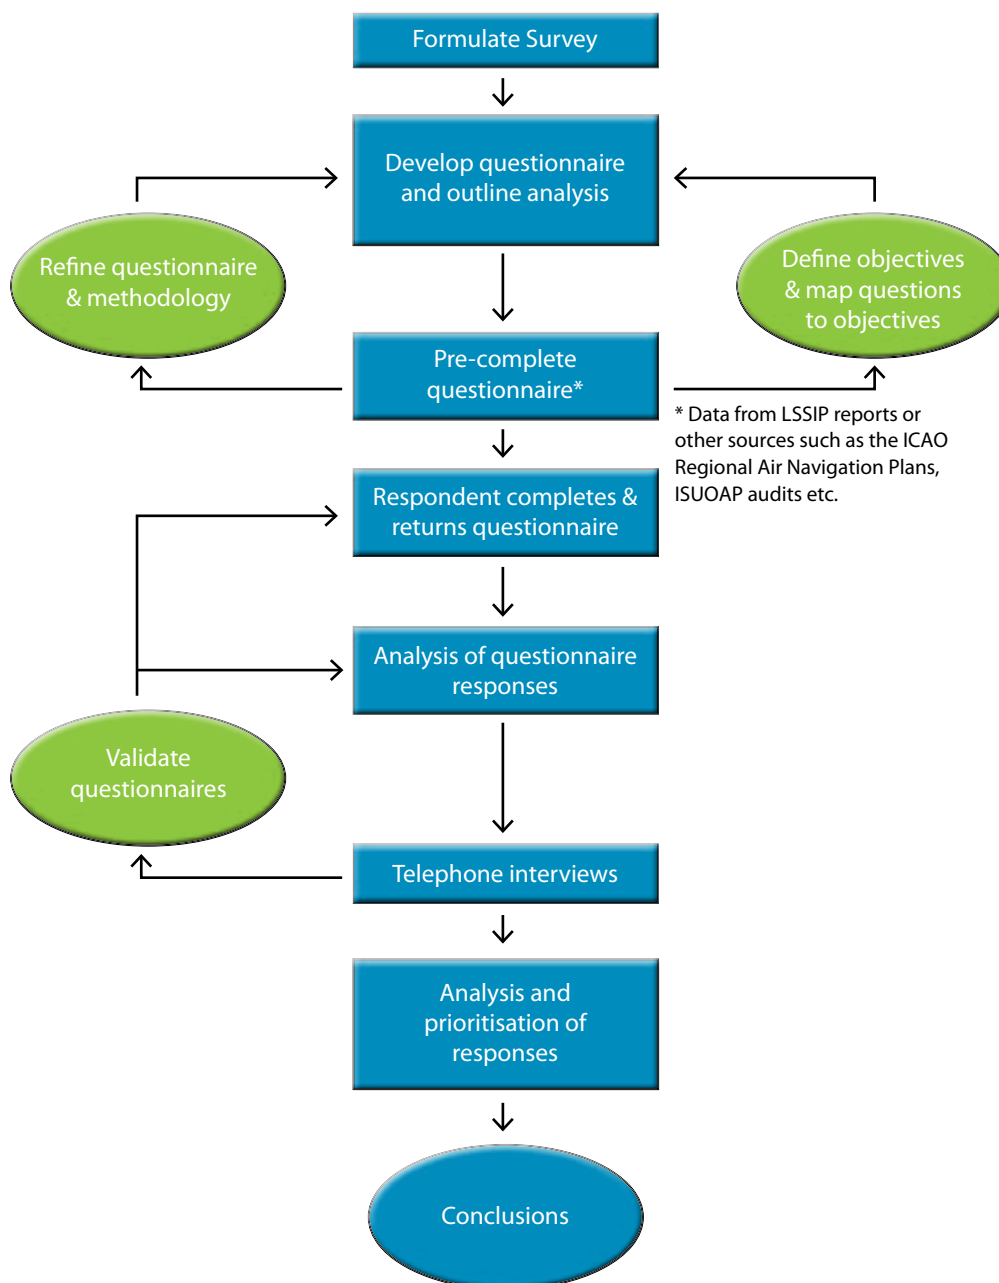 Formulate Survey
Develop questionnaire
and outline analysis
Refine questionnaire
& methodology
Define objectives
& map questions
to objectives
Pre-complete
questionnaire*
* Data from LSSIP reports or
other sources such as the ICAO
Regional Air Navigation Plans,
ISUOAP audits etc.
Respondent completes &
returns questionnaire
Analysis of questionnaire
responses
Validate
questionnaires
Telephone interviews
Analysis and
prioritisation of
responses
Conclusions